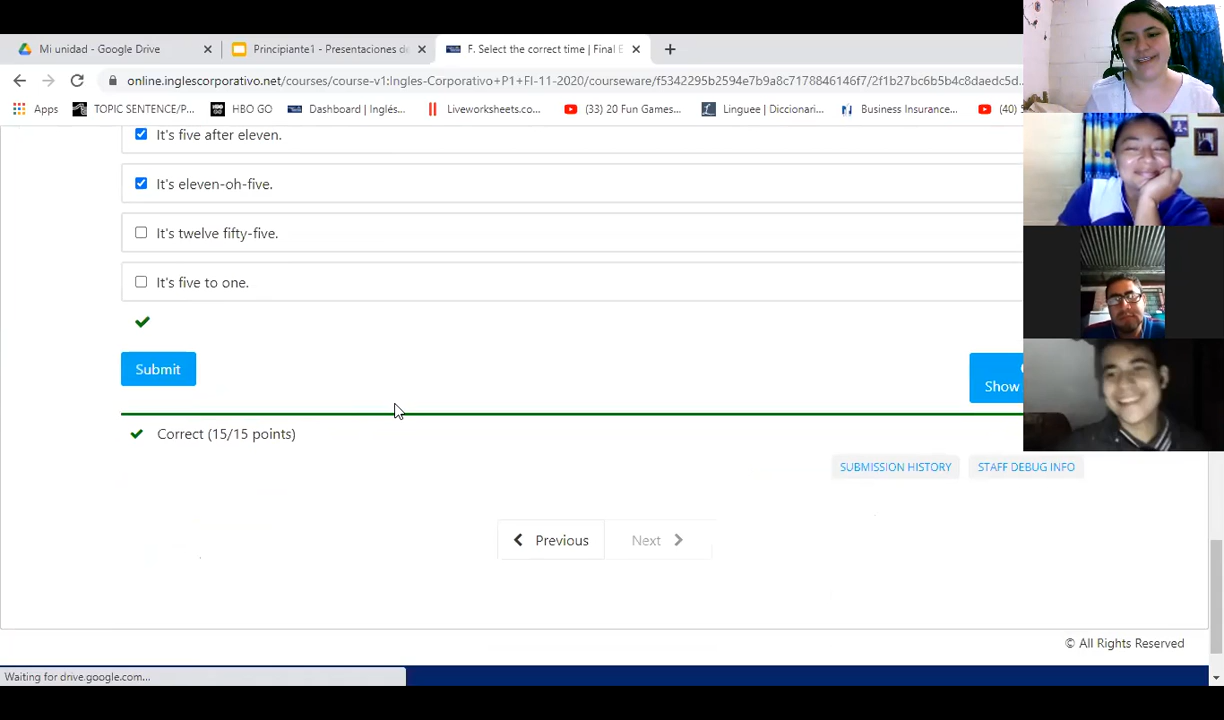 Mi unidad - Google Drive
Principiante1 - Presentaciones de
F. Select the correct time | Final E
online.inglescorporativo.net/courses/course-v1:Ingles-Corporativo+P1+FI-11-2020/courseware/f5342295b2594e7b9a8c7178846146f7/2f1b27bc6b5b4c8daedc5d...
Apps
TOPIC SENTENCE/P...
HBO GO
Dashboard | Inglés...
Liveworksheets.co...
(33) 20 Fun Games...
Linguee | Diccionari...
Business Insurance...
(40) 5
It's five after eleven.
It's eleven-oh-five.
It's twelve fifty-five.
It's five to one.
Submit
Show
Correct (15/15 points)
SUBMISSION HISTORY
STAFF DEBUG INFO
Previous
Next
© All Rights Reserved
Waiting for drive.google.com...